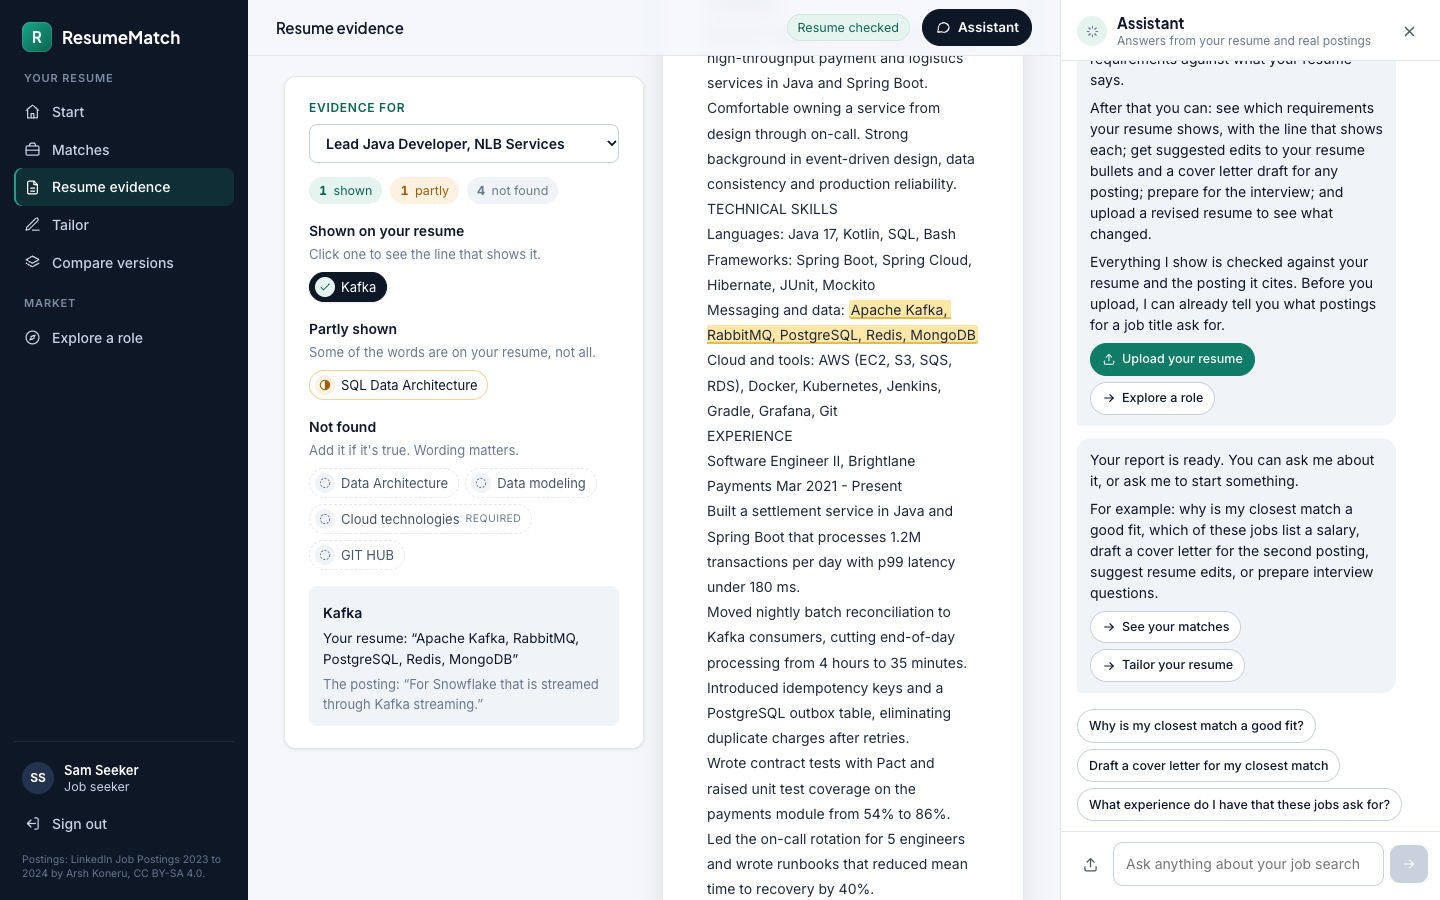 R ResumeMatch
YOUR RESUME
Start
Matches
Resume evidence
Tailor
Compare versions
MARKET
Explore a role
SS
Sam Seeker
Job seeker
Sign out
Postings: LinkedIn Job Postings 2023 to
2024 by Arsh Koneru, CC BY-SA 4.0.
Resume evidence
Resume checked
Assistant
EVIDENCE FOR
Lead Java Developer, NLB Services
1 shown
1 partly
4 not found
Shown on your resume
Click one to see the line that shows it.
Kafka
Partly shown
Some of the words are on your resume, not all.
SQL Data Architecture
Not found
Add it if it's true. Wording matters.
Data Architecture
Data modeling
Cloud technologies REQUIRED
GIT HUB
Kafka
Your resume: “Apache Kafka, RabbitMQ,
PostgreSQL, Redis, MongoDB”
The posting: “For Snowflake that is streamed
through Kafka streaming.”
high-throughput payment and logistics
services in Java and Spring Boot.
Comfortable owning a service from
design through on-call. Strong
background in event-driven design, data
consistency and production reliability.
TECHNICAL SKILLS
Languages: Java 17, Kotlin, SQL, Bash
Frameworks: Spring Boot, Spring Cloud,
Hibernate, JUnit, Mockito
Messaging and data: Apache Kafka,
RabbitMQ, PostgreSQL, Redis, MongoDB
Cloud and tools: AWS (EC2, S3, SQS,
RDS), Docker, Kubernetes, Jenkins,
Gradle, Grafana, Git
EXPERIENCE
Software Engineer II, Brightlane
Payments Mar 2021 - Present
Built a settlement service in Java and
Spring Boot that processes 1.2M
transactions per day with p99 latency
under 180 ms.
Moved nightly batch reconciliation to
Kafka consumers, cutting end-of-day
processing from 4 hours to 35 minutes.
Introduced idempotency keys and a
PostgreSQL outbox table, eliminating
duplicate charges after retries.
Wrote contract tests with Pact and
raised unit test coverage on the
payments module from 54% to 86%.
Led the on-call rotation for 5 engineers
and wrote runbooks that reduced mean
time to recovery by 40%.
Assistant
Answers from your resume and real postings
requirements against what your resume
says.
After that you can: see which requirements
your resume shows, with the line that shows
each; get suggested edits to your resume
bullets and a cover letter draft for any
posting; prepare for the interview; and
upload a revised resume to see what
changed.
Everything I show is checked against your
resume and the posting it cites. Before you
upload, I can already tell you what postings
for a job title ask for.
Upload your resume
Explore a role
Your report is ready. You can ask me about
it, or ask me to start something.
For example: why is my closest match a
good fit, which of these jobs list a salary,
draft a cover letter for the second posting,
suggest resume edits, or prepare interview
questions.
See your matches
Tailor your resume
Why is my closest match a good fit?
Draft a cover letter for my closest match
What experience do I have that these jobs ask for?
Ask anything about your job search